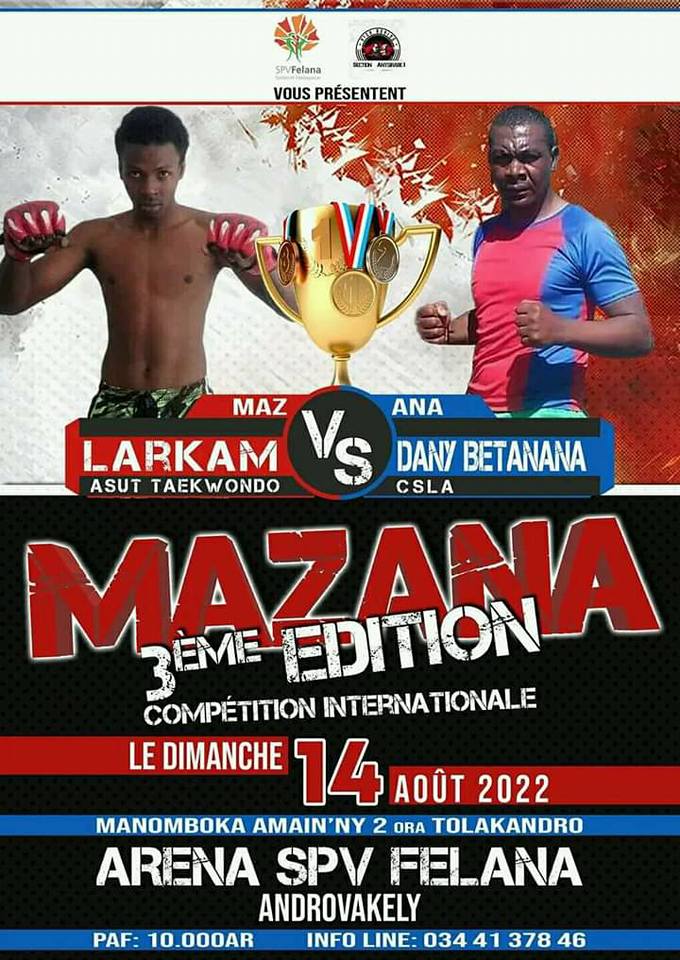 SPVFelana
SECTION ANTSIRABE
VOUS PRÉSENTENT
MAZ VS ANA
LARKAM DANY BETANANA
ASUT TAEKWONDO CSLA
MAZANA
3ÈME EDITION
COMPÉTITION INTERNATIONALE
LE DIMANCHE 14 AOÛT 2022
MANOMBOKA AMAIN'NY 2 ORA TOLAKANDRO
ARENA SPV FELANA
ANDROVAKELY
PAF: 10.000AR INFO LINE: 034 41 378 46